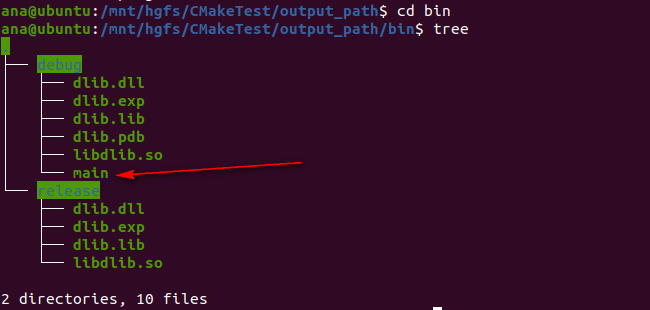 ana@ubuntu:/mnt/hgfs/CMakeTest/output_path$ cd bin
ana@ubuntu:/mnt/hgfs/CMakeTest/output_path/bin$ tree
.
├── debug
│   ├── dlib.dll
│   ├── dlib.exp
│   ├── dlib.lib
│   ├── dlib.pdb
│   ├── libdlib.so
│   └── main
└── release
    ├── dlib.dll
    ├── dlib.exp
    ├── dlib.lib
    └── libdlib.so

2 directories, 10 files